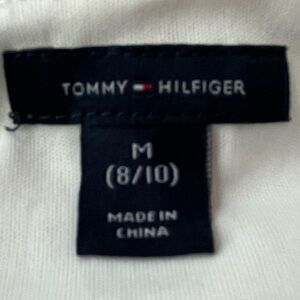 TOMMY HILFIGER
M
(8/10)
MADE IN
CHINA